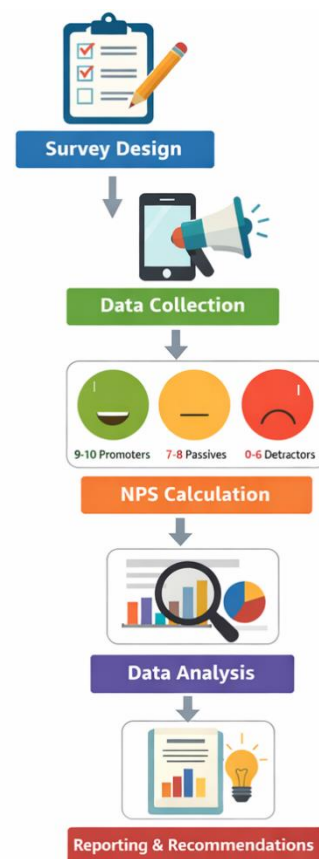 Survey Design
Data Collection
9-10 Promoters 7-8 Passives 0-6 Detractors
NPS Calculation
Data Analysis
Reporting & Recommendations